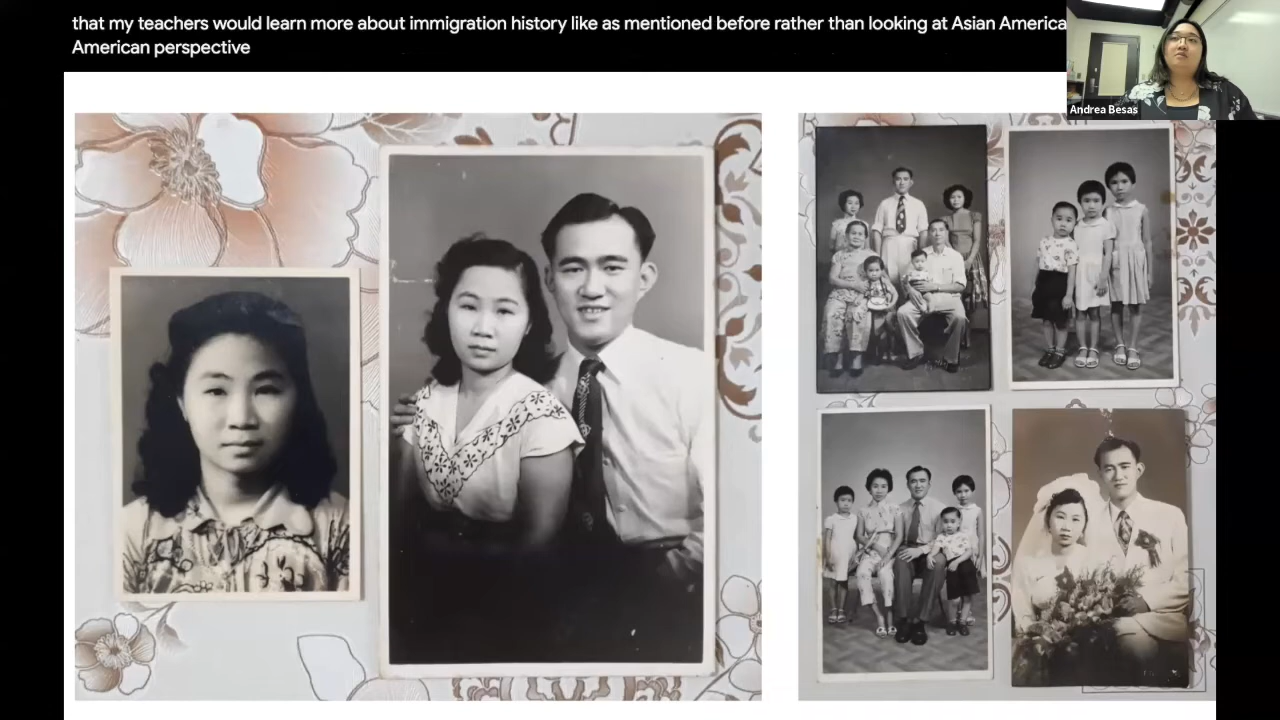 that my teachers would learn more about immigration history like as mentioned before rather than looking at Asian America
American perspective
Andrea Besas